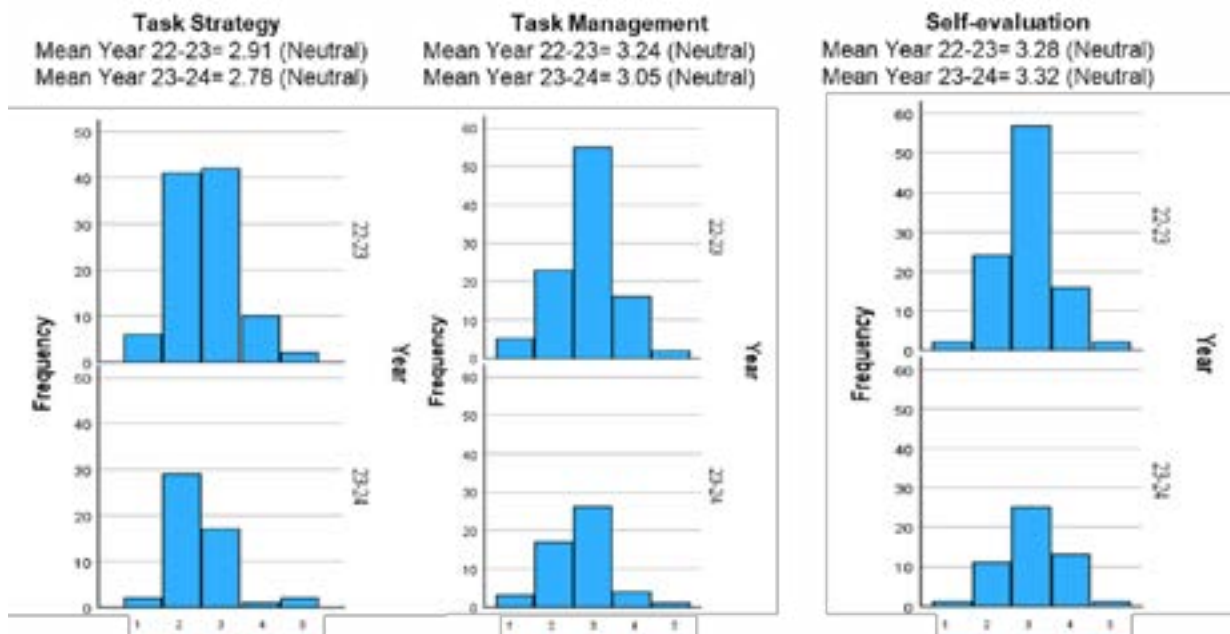 Task Strategy
Mean Year 22-23= 2.91 (Neutral)
Mean Year 23-24= 2.78 (Neutral)
50
40
30
20
10
0
22-23
50
40
30
20
10
0
23-24
Frequency
Year
1 2 3 4 5
Task Management
Mean Year 22-23= 3.24 (Neutral)
Mean Year 23-24= 3.05 (Neutral)
60
50
40
30
20
10
0
22-23
60
50
40
30
20
10
0
23-24
Frequency
Year
1 2 3 4 5
Self-evaluation
Mean Year 22-23= 3.28 (Neutral)
Mean Year 23-24= 3.32 (Neutral)
60
50
40
30
20
10
0
22-23
60
50
40
30
20
10
0
23-24
Frequency
Year
1 2 3 4 5